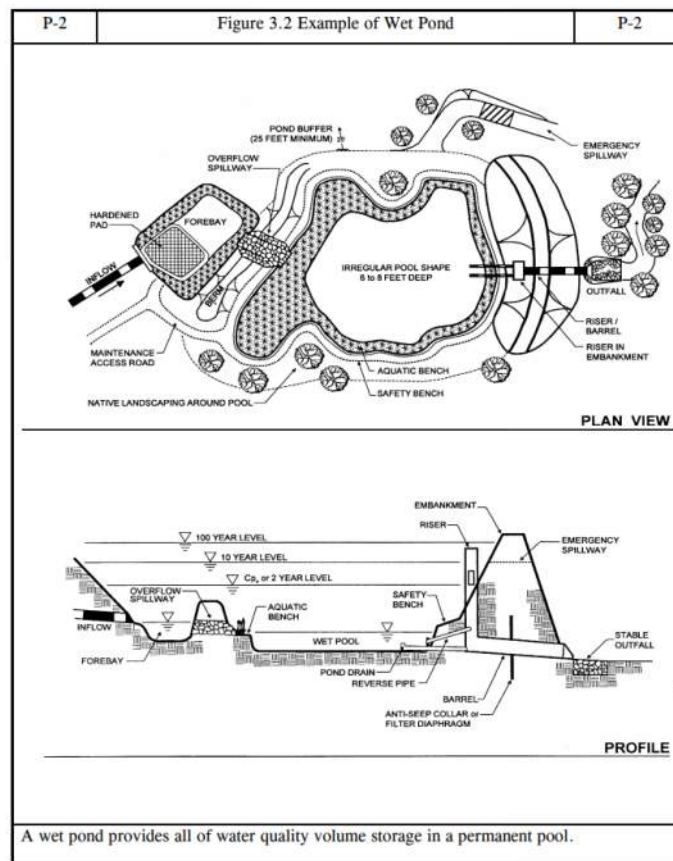 P-2
Figure 3.2 Example of Wet Pond
P-2
POND BUFFER
(25 FEET MINIMUM)
EMERGENCY
SPILLWAY
OVERFLOW
SPILLWAY
HARDENED
PAD
FOREBAY
INFLOW
BERM
IRREGULAR POOL SHAPE
6 to 8 FEET DEEP
OUTFALL
RISER /
BARREL
RISER IN
EMBANKMENT
MAINTENANCE
ACCESS ROAD
AQUATIC BENCH
SAFETY BENCH
NATIVE LANDSCAPING AROUND POOL
PLAN VIEW
EMBANKMENT
RISER
100 YEAR LEVEL
EMERGENCY
SPILLWAY
10 YEAR LEVEL
Cpv or 2 YEAR LEVEL
OVERFLOW
SPILLWAY
SAFETY
BENCH
AQUATIC
BENCH
INFLOW
WET POOL
STABLE
OUTFALL
FOREBAY
POND DRAIN
REVERSE PIPE
BARREL
ANTI-SEEP COLLAR or
FILTER DIAPHRAGM
PROFILE
A wet pond provides all of water quality volume storage in a permanent pool.